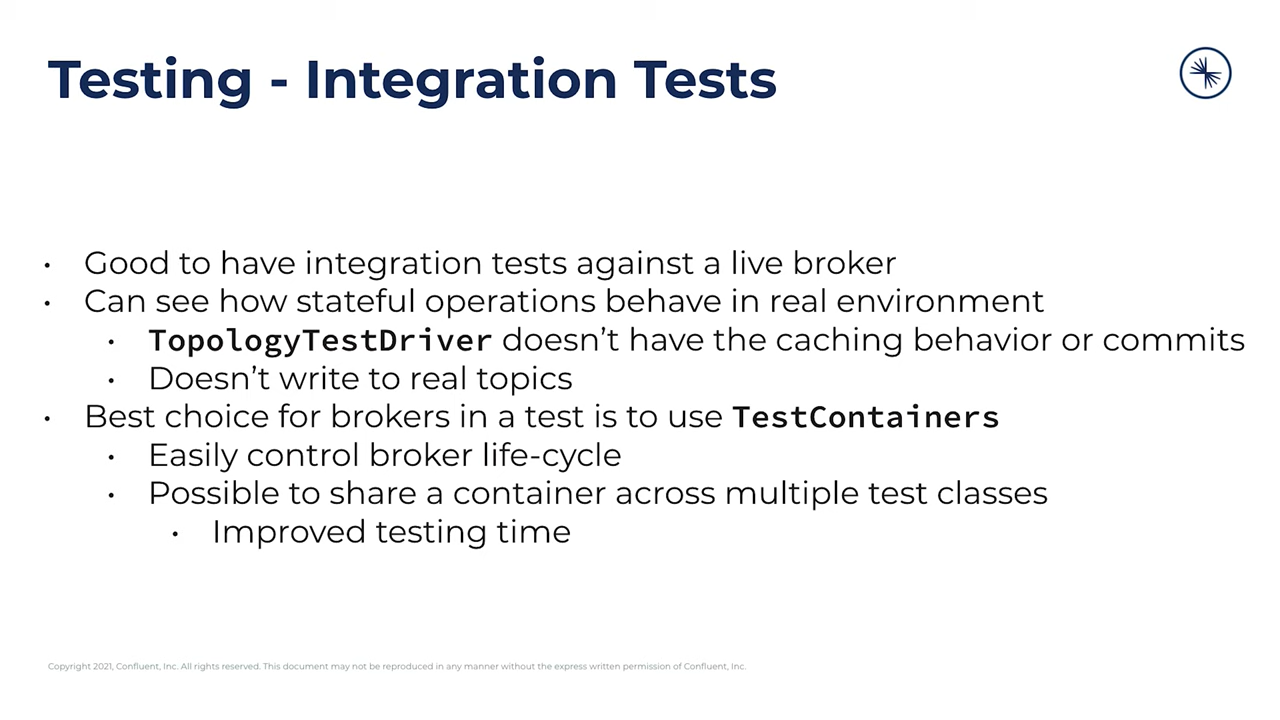 Testing - Integration Tests
• Good to have integration tests against a live broker
• Can see how stateful operations behave in real environment
• TopologyTestDriver doesn’t have the caching behavior or commits
• Doesn’t write to real topics
• Best choice for brokers in a test is to use TestContainers
• Easily control broker life-cycle
• Possible to share a container across multiple test classes
• Improved testing time
Copyright 2021, Confluent, Inc. All rights reserved. This document may not be reproduced in any manner without the express written permission of Confluent, Inc.